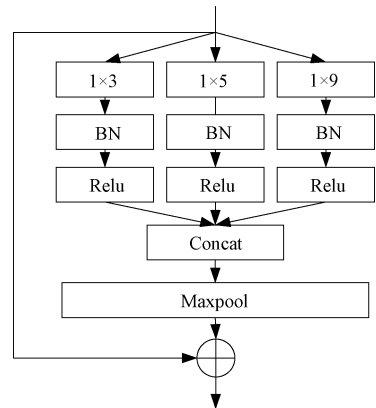 1×3 1×5 1×9
BN BN BN
Relu Relu Relu
Concat
Maxpool